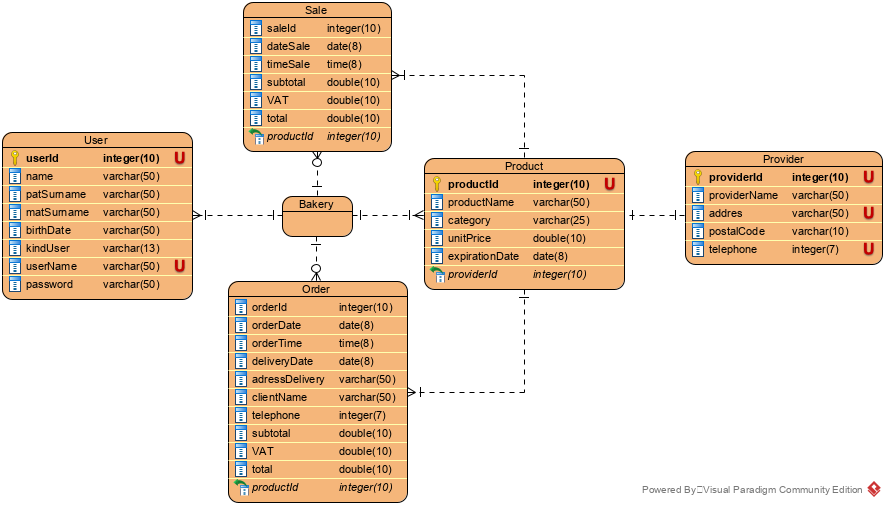 Sale
saleId integer(10)
dateSale date(8)
timeSale time(8)
subtotal double(10)
VAT double(10)
total double(10)
productId integer(10)
User
userId integer(10) U
name varchar(50)
patSurname varchar(50)
matSurname varchar(50)
birthDate varchar(50)
kindUser varchar(13)
userName varchar(50) U
password varchar(50)
Bakery
Product
productId integer(10) U
productName varchar(50)
category varchar(25)
unitPrice double(10)
expirationDate date(8)
providerId integer(10)
Provider
providerId integer(10) U
providerName varchar(50)
addres varchar(50) U
postalCode varchar(10)
telephone integer(7) U
Order
orderId integer(10)
orderDate date(8)
orderTime time(8)
deliveryDate date(8)
adressDelivery varchar(50)
clientName varchar(50)
telephone integer(7)
subtotal double(10)
VAT double(10)
total double(10)
productId integer(10)
Powered By Visual Paradigm Community Edition